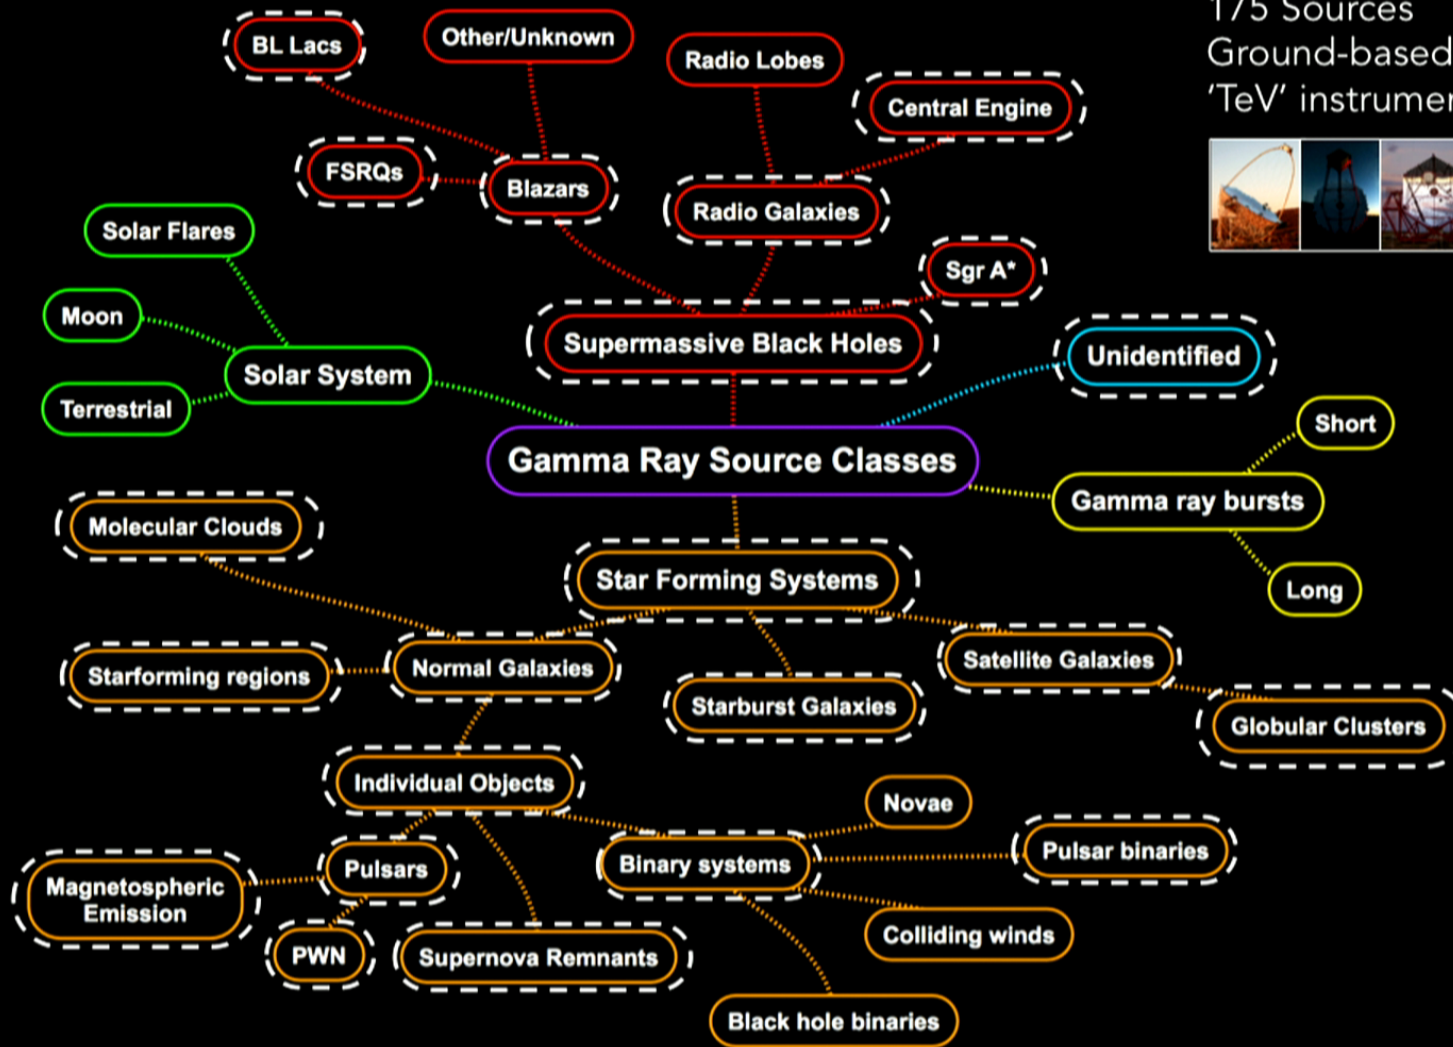 175 Sources
Ground-based
'TeV'
BL Lacs
Other/Unknown
Radio Lobes
Central Engine
FSRQs
Blazars
Radio Galaxies
Solar Flares
Sgr A*
Moon
Supermassive Black Holes
Unidentified
Solar System
Terrestrial
Short
Gamma Ray Source Classes
Gamma ray bursts
Molecular Clouds
Star Forming Systems
Long
Starforming regions
Normal Galaxies
Satellite Galaxies
Starburst Galaxies
Globular Clusters
Individual Objects
Novae
Pulsars
Binary systems
Pulsar binaries
Magnetospheric
Emission
PWN
Supernova Remnants
Colliding winds
Black hole binaries